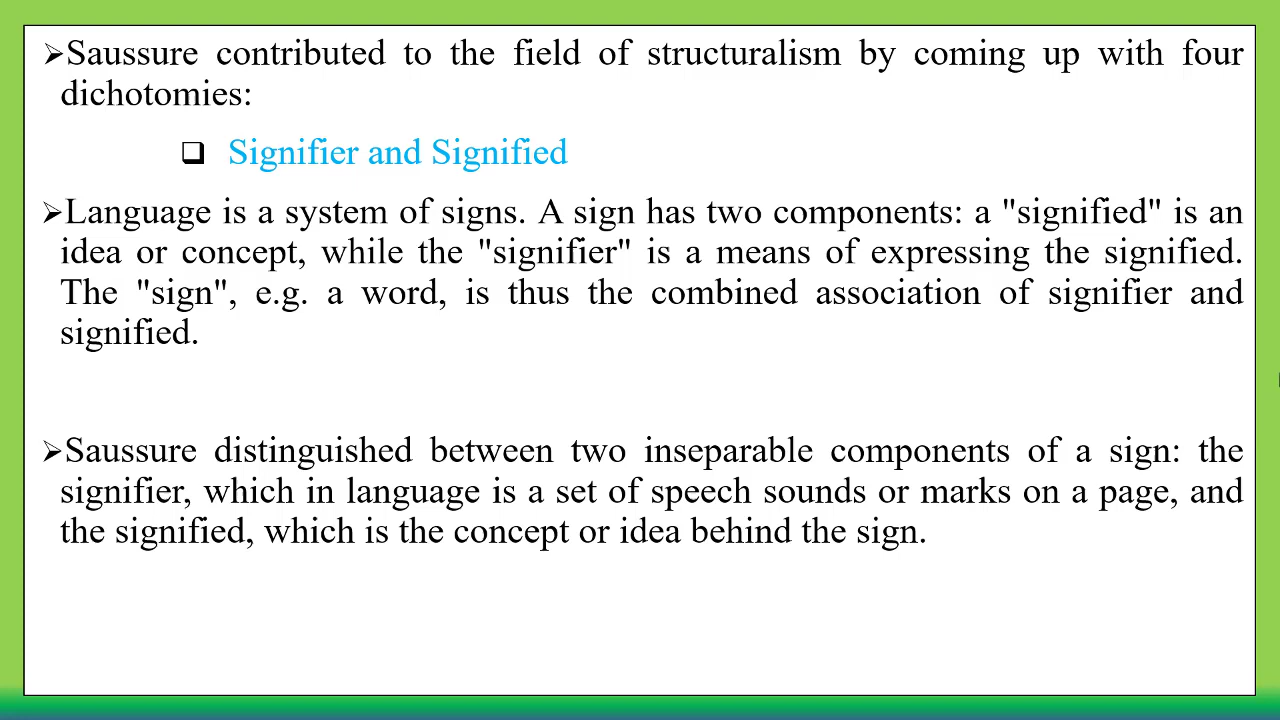 ➢Saussure contributed to the field of structuralism by coming up with four
dichotomies:
❑ Signifier and Signified
➢Language is a system of signs. A sign has two components: a "signified" is an
idea or concept, while the "signifier" is a means of expressing the signified.
The "sign", e.g. a word, is thus the combined association of signifier and
signified.
➢Saussure distinguished between two inseparable components of a sign: the
signifier, which in language is a set of speech sounds or marks on a page, and
the signified, which is the concept or idea behind the sign.